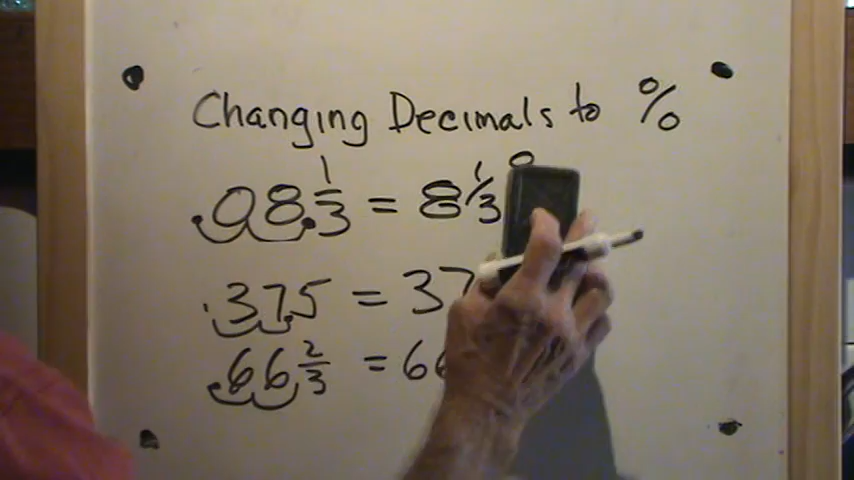 Changing Decimals to %
.08 1/3 = 8 1/3
.375 = 37
.66 2/3 = 66